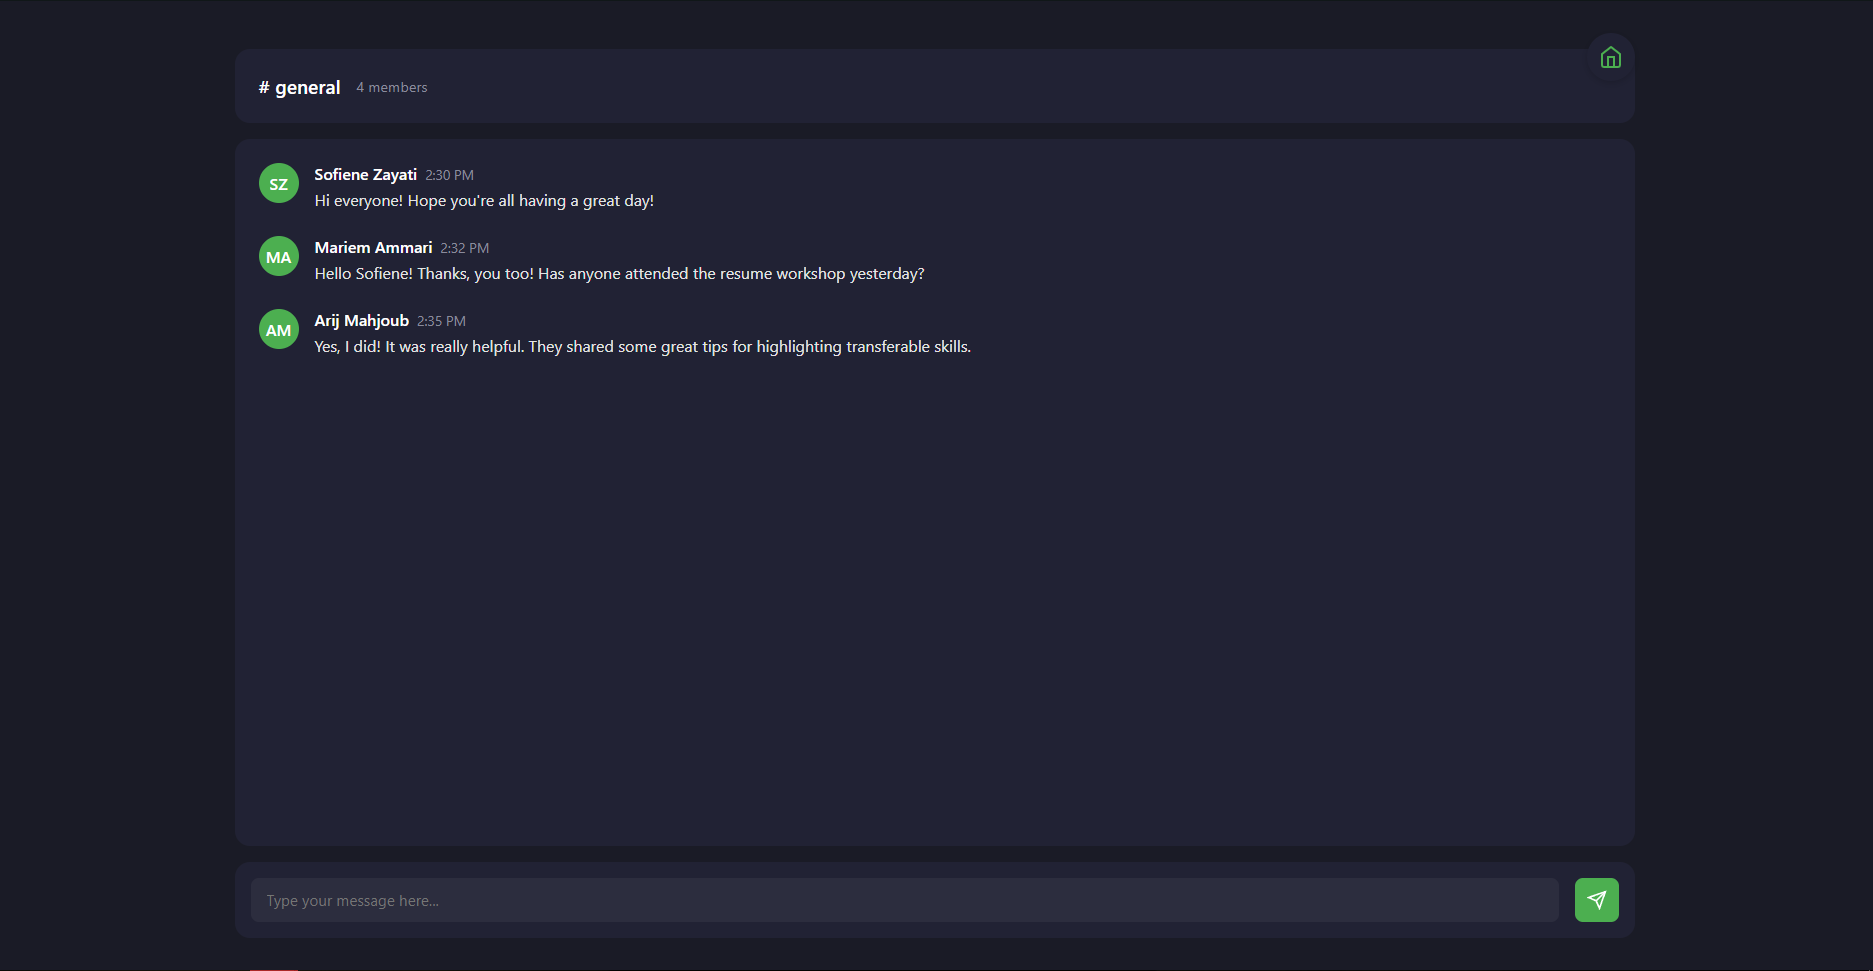 # general 4 members
SZ Sofiene Zayati 2:30 PM
Hi everyone! Hope you're all having a great day!
MA Mariem Ammari 2:32 PM
Hello Sofiene! Thanks, you too! Has anyone attended the resume workshop yesterday?
AM Arij Mahjoub 2:35 PM
Yes, I did! It was really helpful. They shared some great tips for highlighting transferable skills.
Type your message here...